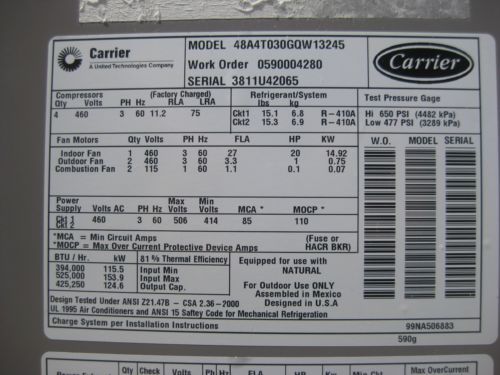 Carrier
A United Technologies Company
MODEL 48A4T030GQW13245
Work Order 0590004280
SERIAL 3811U42065
Carrier
Compressors (Factory Charged) Refrigerant/System Test Pressure Gage
Qty Volts PH Hz RLA LRA lbs kg
4 460 3 60 11.2 75 Ckt1 15.1 6.8 R-410A Hi 650 PSI (4482 kPa)
Ckt2 15.3 6.9 R-410A Low 477 PSI (3289 kPa)
Fan Motors Qty Volts PH Hz FLA HP KW W.O. MODEL SERIAL
Indoor Fan 1 460 3 60 27 20 14.92
Outdoor Fan 2 460 3 60 3.3 1 0.75
Combustion Fan 2 115 1 60 1.1 0.1 0.07
Power Max Min
Supply Volts AC PH Hz Volts Volts MCA * MOCP *
Ckt 1 460 3 60 506 414 85 110
Ckt 2
*MCA = Min Circuit Amps (Fuse or
*MOCP = Max Over Current Protective Device Amps HACR BKR)
BTU / Hr. kW 81 % Thermal Efficiency Equipped for use with
394,000 115.5 Input Min NATURAL
525,000 153.9 Input Max For Outdoor Use ONLY
425,250 124.6 Output Cap. Assembled in Mexico
Designed in U.S.A
Design Tested Under ANSI Z21.47B - CSA 2.36-2000
UL 1995 Air Conditioners and ANSI 15 Saftey Code for Mechanical Refrigeration
Charge System per Installation Instructions 99NA506883
590g
Qty Check Volts PH Hz FLA HP Kw Min Ckt Max OverCurrent